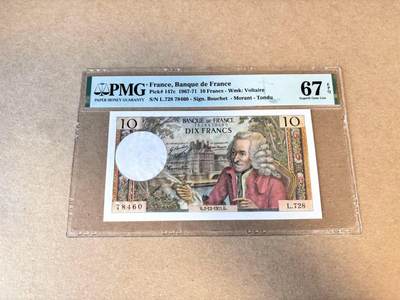 PMG
PAPER MONEY GUARANTY
France, Banque de France
Pick# 147c 1967-71 10 Francs - Wmk: Voltaire
S/N L.728 78460 - Sign. Bouchet - Morant - Tondu
67 EPQ
Superb Gem Unc
10
BANQUE DE FRANCE
DIX FRANCS
10
78460
L.728